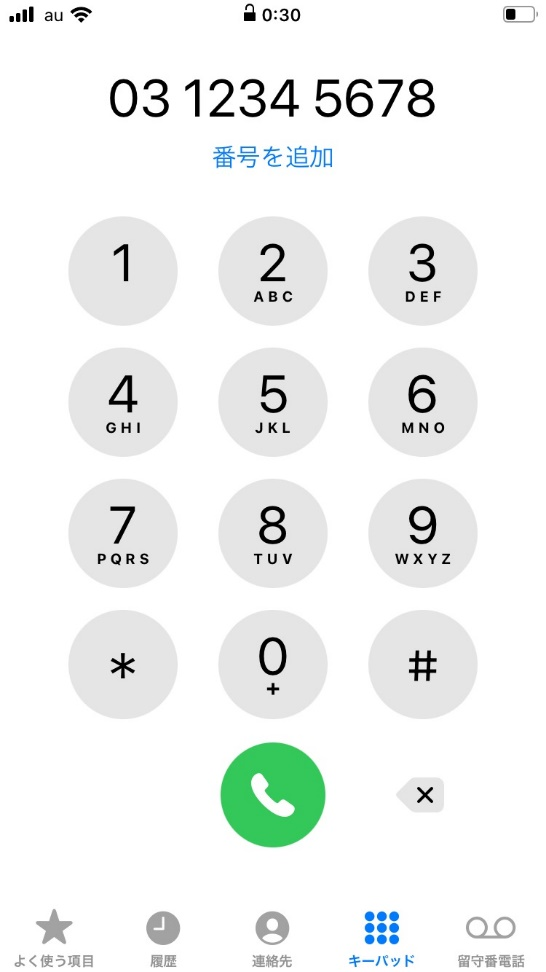 au 0:30
03 1234 5678
番号を追加
1 2 3
ABC DEF
4 5 6
GHI JKL MNO
7 8 9
PQRS TUV WXYZ
* 0 #
+
よく使う項目 履歴 連絡先 キーパッド 留守番電話